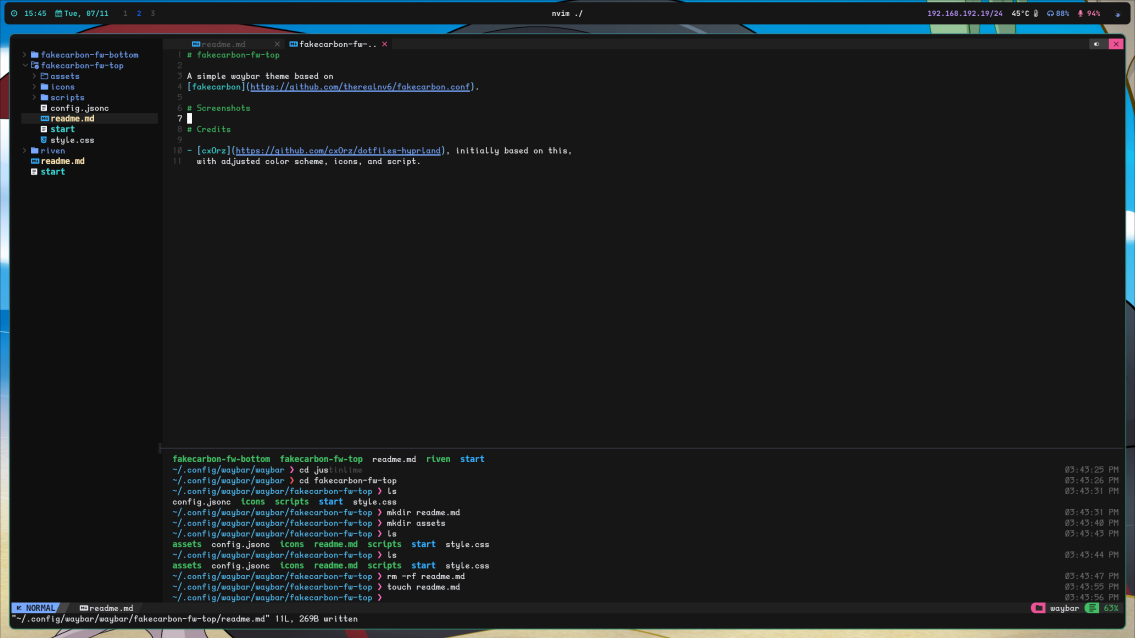 15:45 Tue, 07/11 1 2 3
nvim ./
192.168.192.19/24 45°C 88% 94%
fakecarbon-fw-bottom
fakecarbon-fw-top
assets
icons
scripts
config.jsonc
readme.md
start
style.css
riven
readme.md
start
readme.md × fakecarbon-fw-.. ×
1 # fakecarbon-fw-top
2
3 A simple waybar theme based on
4 [fakecarbon](https://github.com/therealnv6/fakecarbon.conf).
5
6 # Screenshots
7
8 # Credits
9
10 - [cxOrz](https://github.com/cxOrz/dotfiles-hyprland), initially based on this,
11 with adjusted color scheme, icons, and script.
fakecarbon-fw-bottom fakecarbon-fw-top readme.md riven start
~/.config/waybar/waybar ❯ cd .justinlime 03:43:25 PM
~/.config/waybar/waybar ❯ cd fakecarbon-fw-top 03:43:26 PM
~/.config/waybar/waybar/fakecarbon-fw-top ❯ ls 03:43:31 PM
config.jsonc icons scripts start style.css
~/.config/waybar/waybar/fakecarbon-fw-top ❯ mkdir readme.md 03:43:31 PM
~/.config/waybar/waybar/fakecarbon-fw-top ❯ mkdir assets 03:43:40 PM
~/.config/waybar/waybar/fakecarbon-fw-top ❯ ls 03:43:43 PM
assets config.jsonc icons readme.md scripts start style.css
~/.config/waybar/waybar/fakecarbon-fw-top ❯ ls 03:43:44 PM
assets config.jsonc icons readme.md scripts start style.css
~/.config/waybar/waybar/fakecarbon-fw-top ❯ rm -rf readme.md 03:43:47 PM
~/.config/waybar/waybar/fakecarbon-fw-top ❯ touch readme.md 03:43:55 PM
~/.config/waybar/waybar/fakecarbon-fw-top ❯ 03:43:56 PM
NORMAL readme.md waybar 63%
"~/.config/waybar/waybar/fakecarbon-fw-top/readme.md" 11L, 269B written